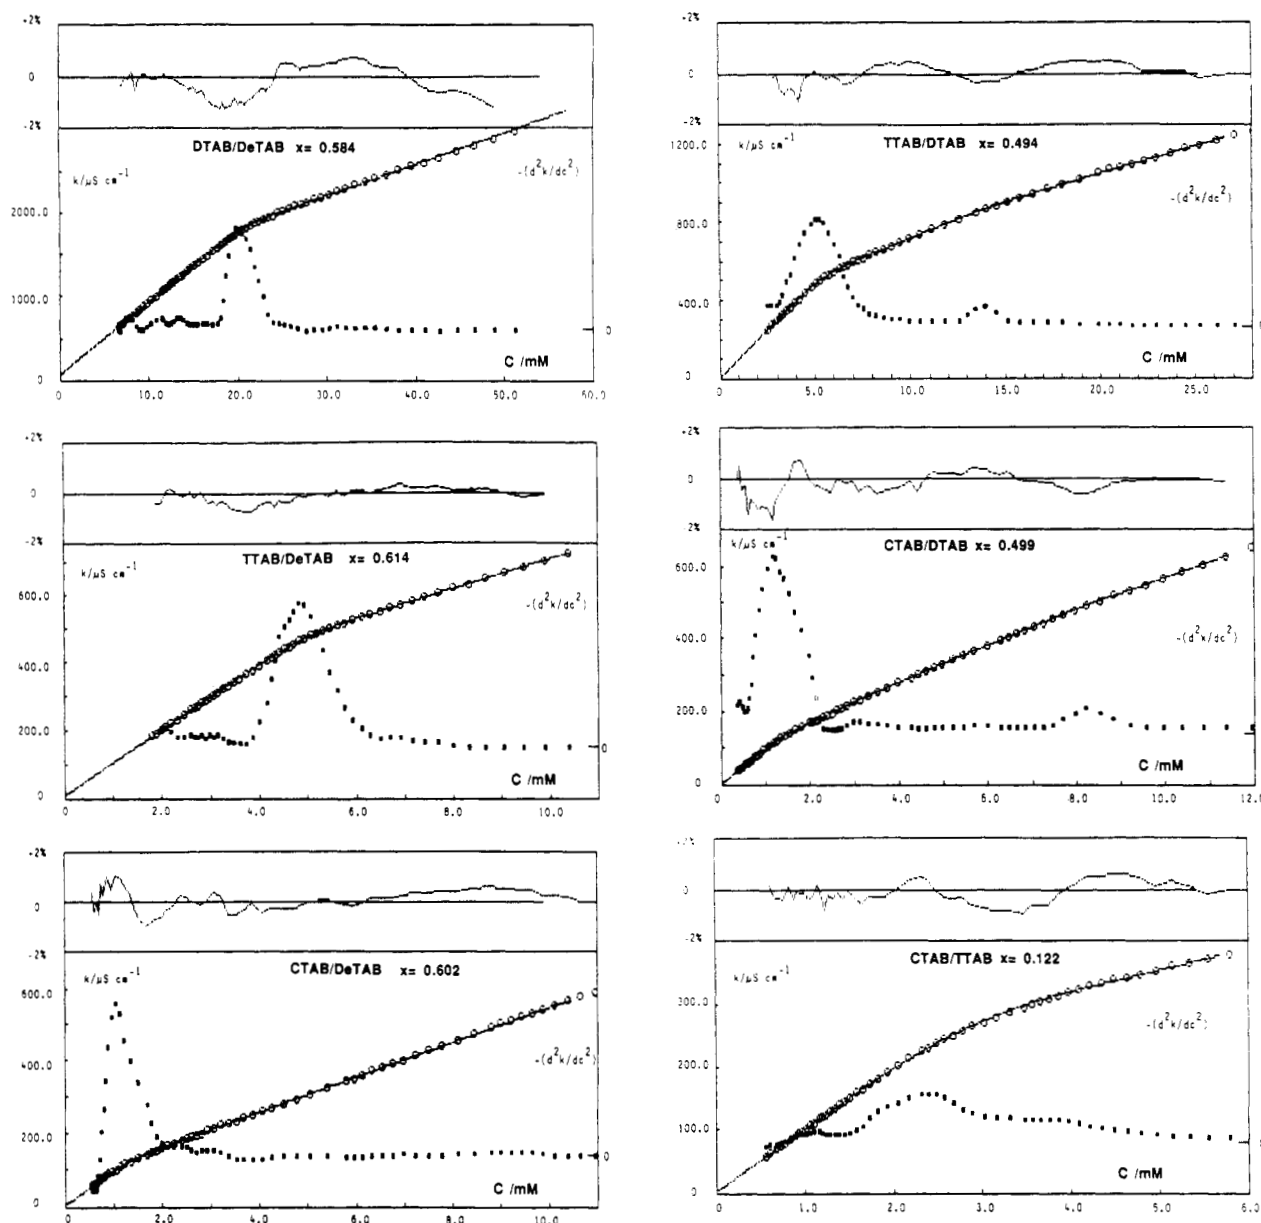 +2%
0
-2%
DTAB/DeTAB x= 0.584
k/µS cm⁻¹
-(d²k/dc²)
2000.0
1000.0
0
0
C /mM
0 10.0 20.0 30.0 40.0 50.0 60.0
+2%
0
-2%
TTAB/DTAB x= 0.494
k/µS cm⁻¹
1200.0
-(d²k/dc²)
800.0
400.0
0
C /mM
0
5.0 10.0 15.0 20.0 25.0
+2%
0
-2%
TTAB/DeTAB x= 0.614
k/µS cm⁻¹
600.0
-(d²k/dc²)
400.0
200.0
0
C /mM
0
0 2.0 4.0 6.0 8.0 10.0
+2%
0
-2%
CTAB/DTAB x= 0.499
k/µS cm⁻¹
600.0
400.0
-(d²k/dc²)
200.0
0
C /mM
0
0 2.0 4.0 6.0 8.0 10.0 12.0
+2%
0
-2%
CTAB/DeTAB x= 0.602
k/µS cm⁻¹
600.0
-(d²k/dc²)
400.0
200.0
0
C /mM
0
0 2.0 4.0 6.0 8.0 10.0
+2%
0
-2%
CTAB/TTAB x= 0.122
k/µS cm⁻¹
300.0
-(d²k/dc²)
200.0
100.0
C /mM
0
0 1.0 2.0 3.0 4.0 5.0 6.0